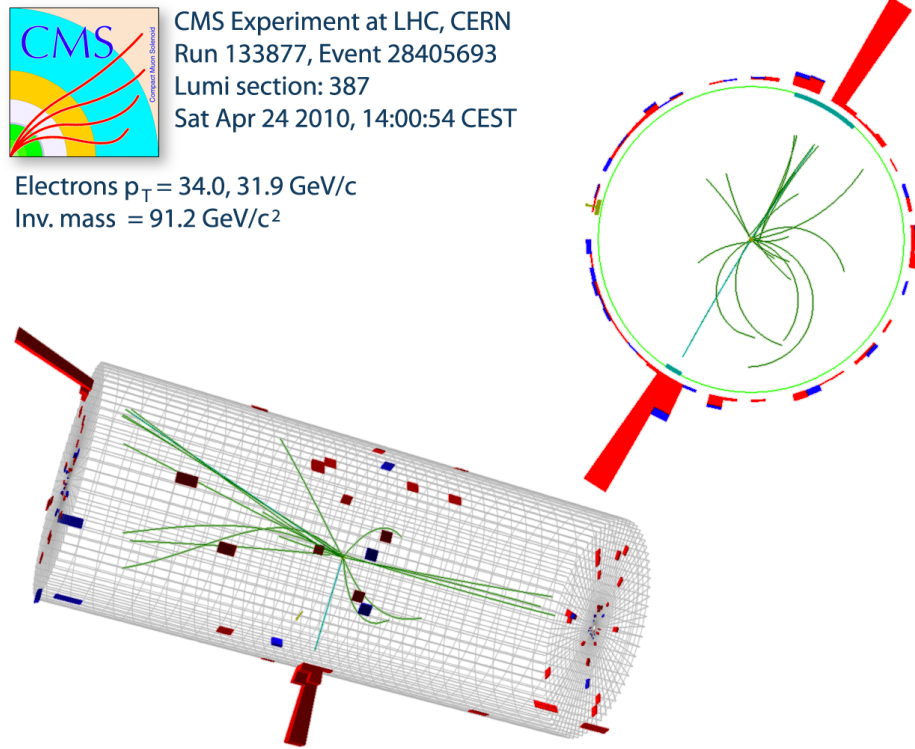 CMS
Compact Muon Solenoid
CMS Experiment at LHC, CERN
Run 133877, Event 28405693
Lumi section: 387
Sat Apr 24 2010, 14:00:54 CEST
Electrons pT = 34.0, 31.9 GeV/c
Inv. mass = 91.2 GeV/c²